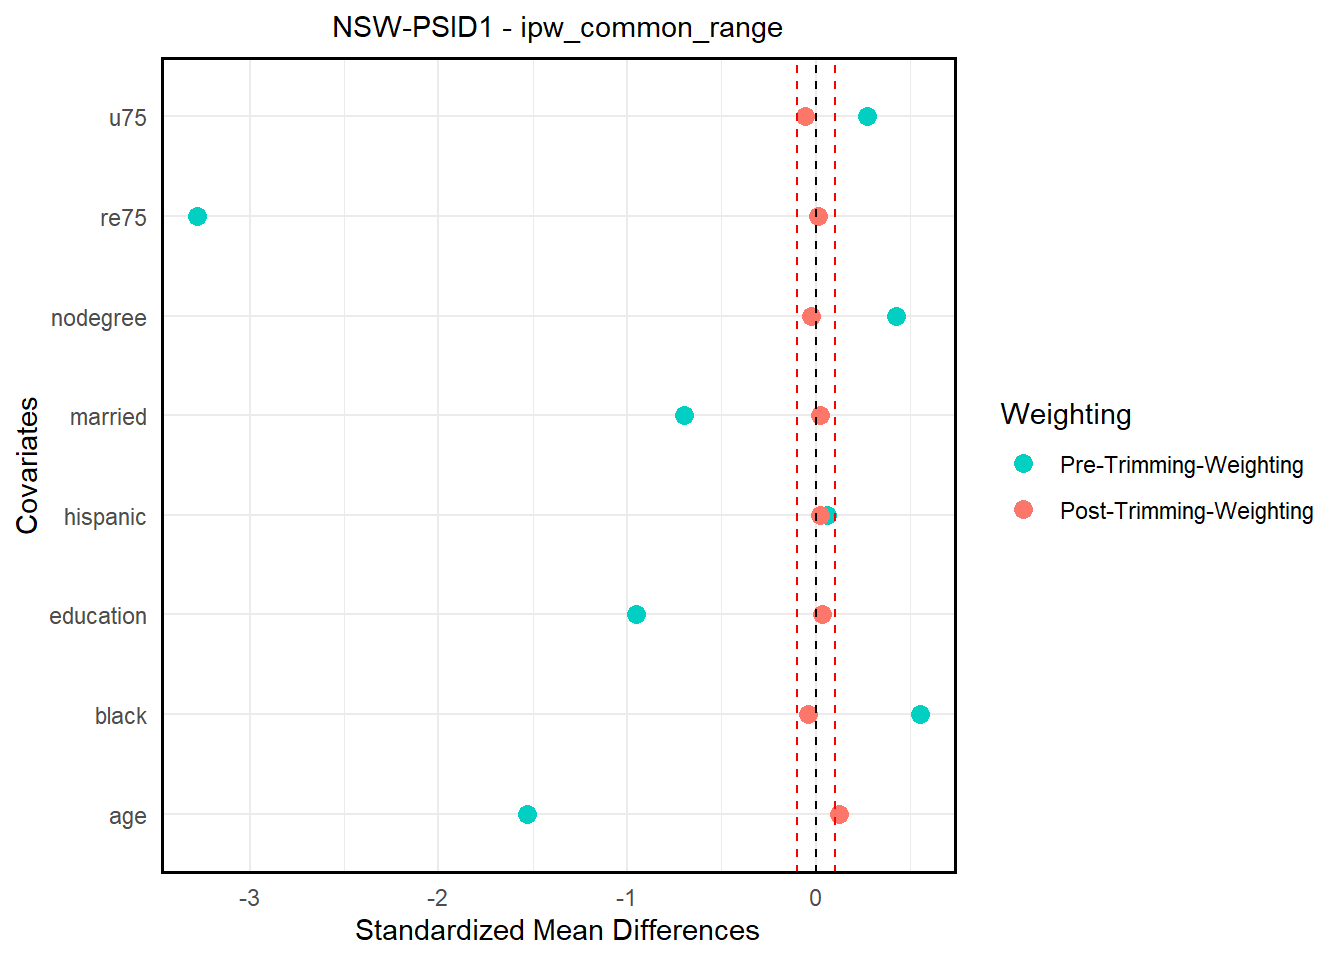 NSW-PSID1 - ipw_common_range
u75
re75
nodegree
married
hispanic
education
black
age
Covariates
-3
-2
-1
0
Standardized Mean Differences
Weighting
Pre-Trimming-Weighting
Post-Trimming-Weighting